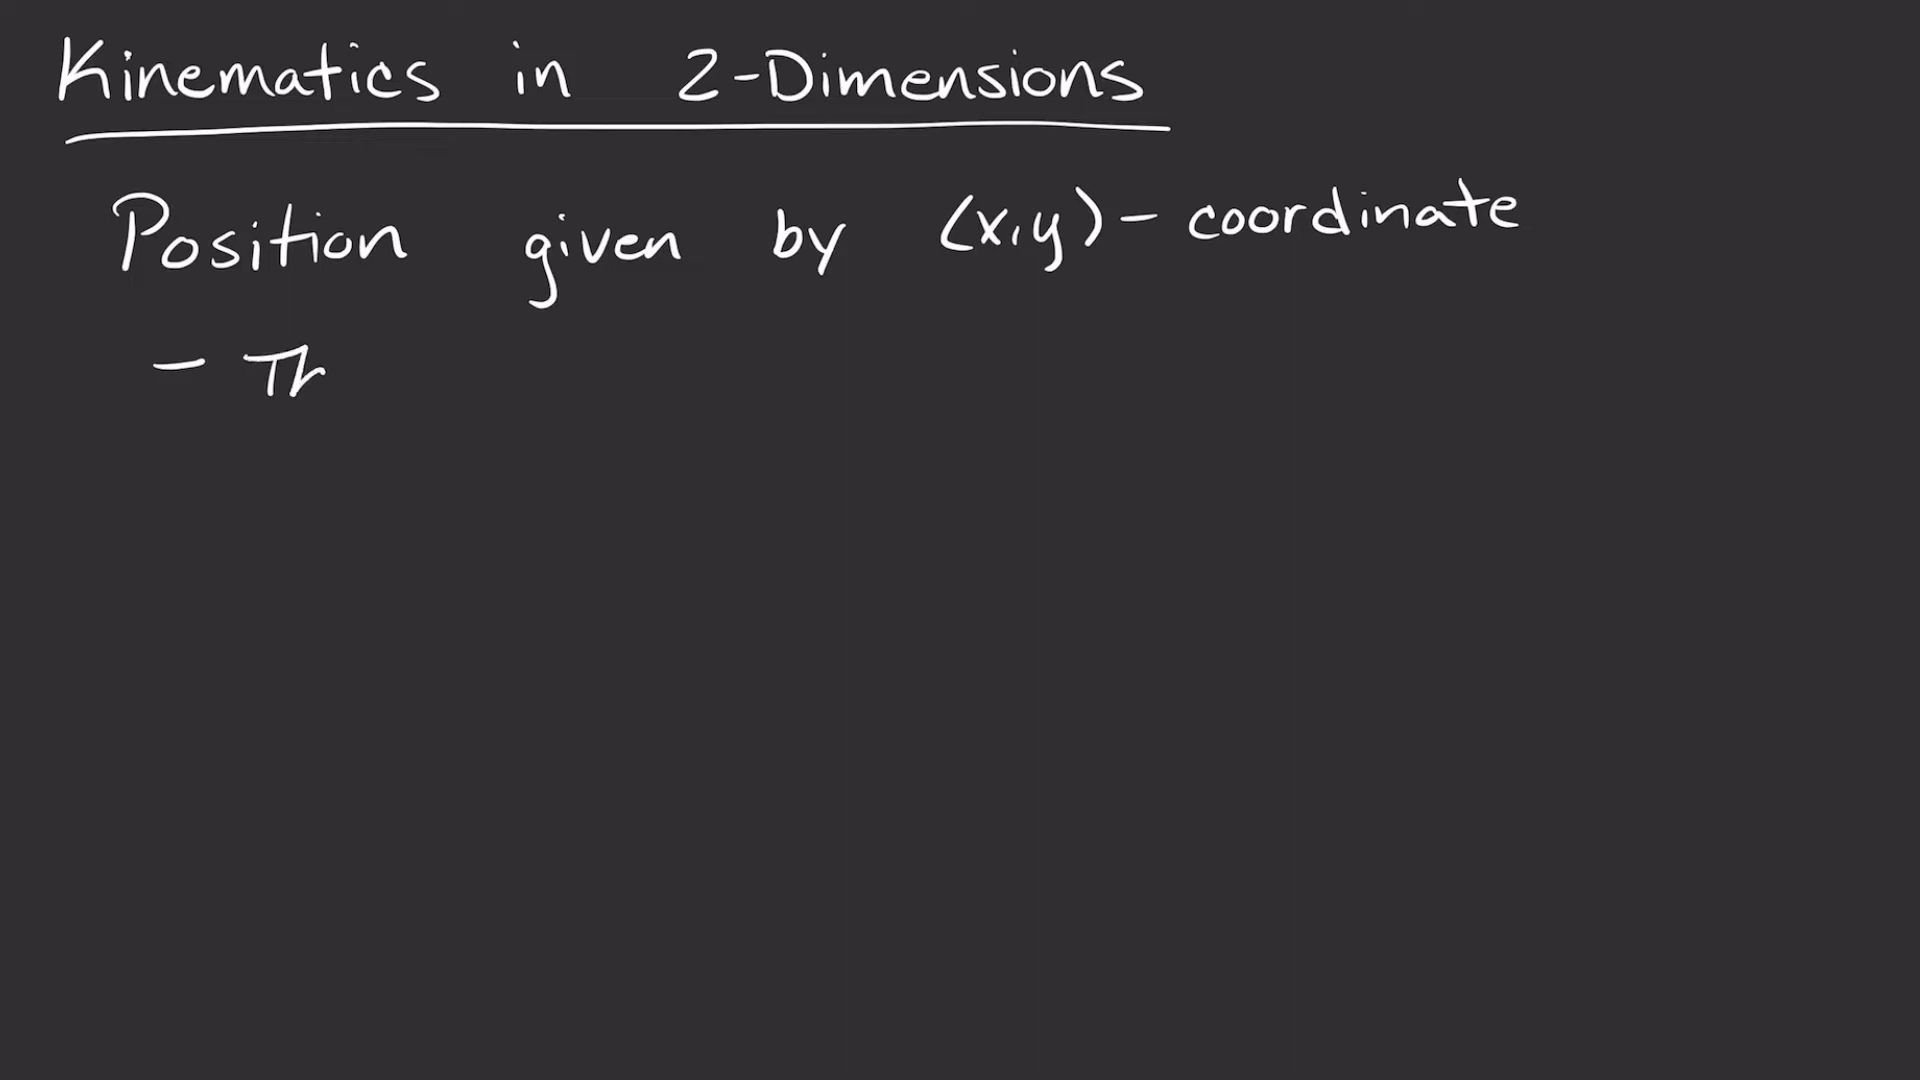 Kinematics in 2-Dimensions
Position given by (x,y)- coordinate
- Th